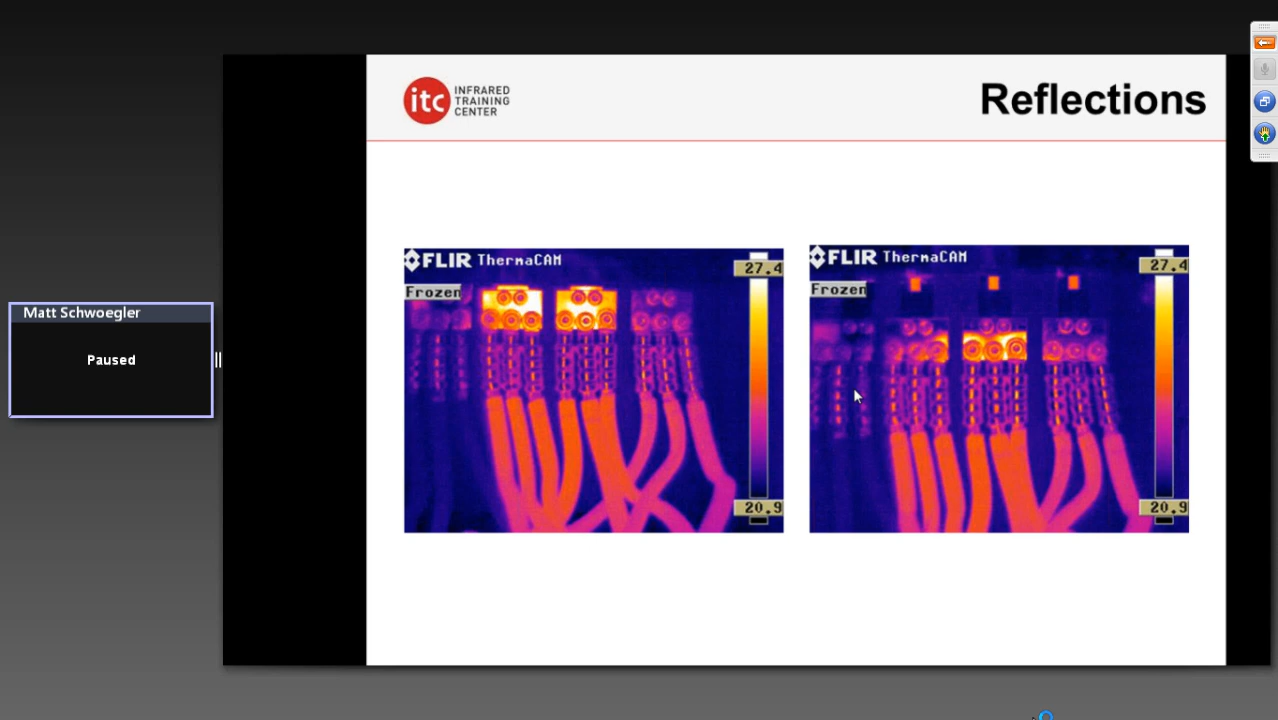 Matt Schwoegler
Paused
itc INFRARED
TRAINING
CENTER
Reflections
FLIR ThermaCAM
27.4
Frozen
20.9
FLIR ThermaCAM
27.4
Frozen
20.9